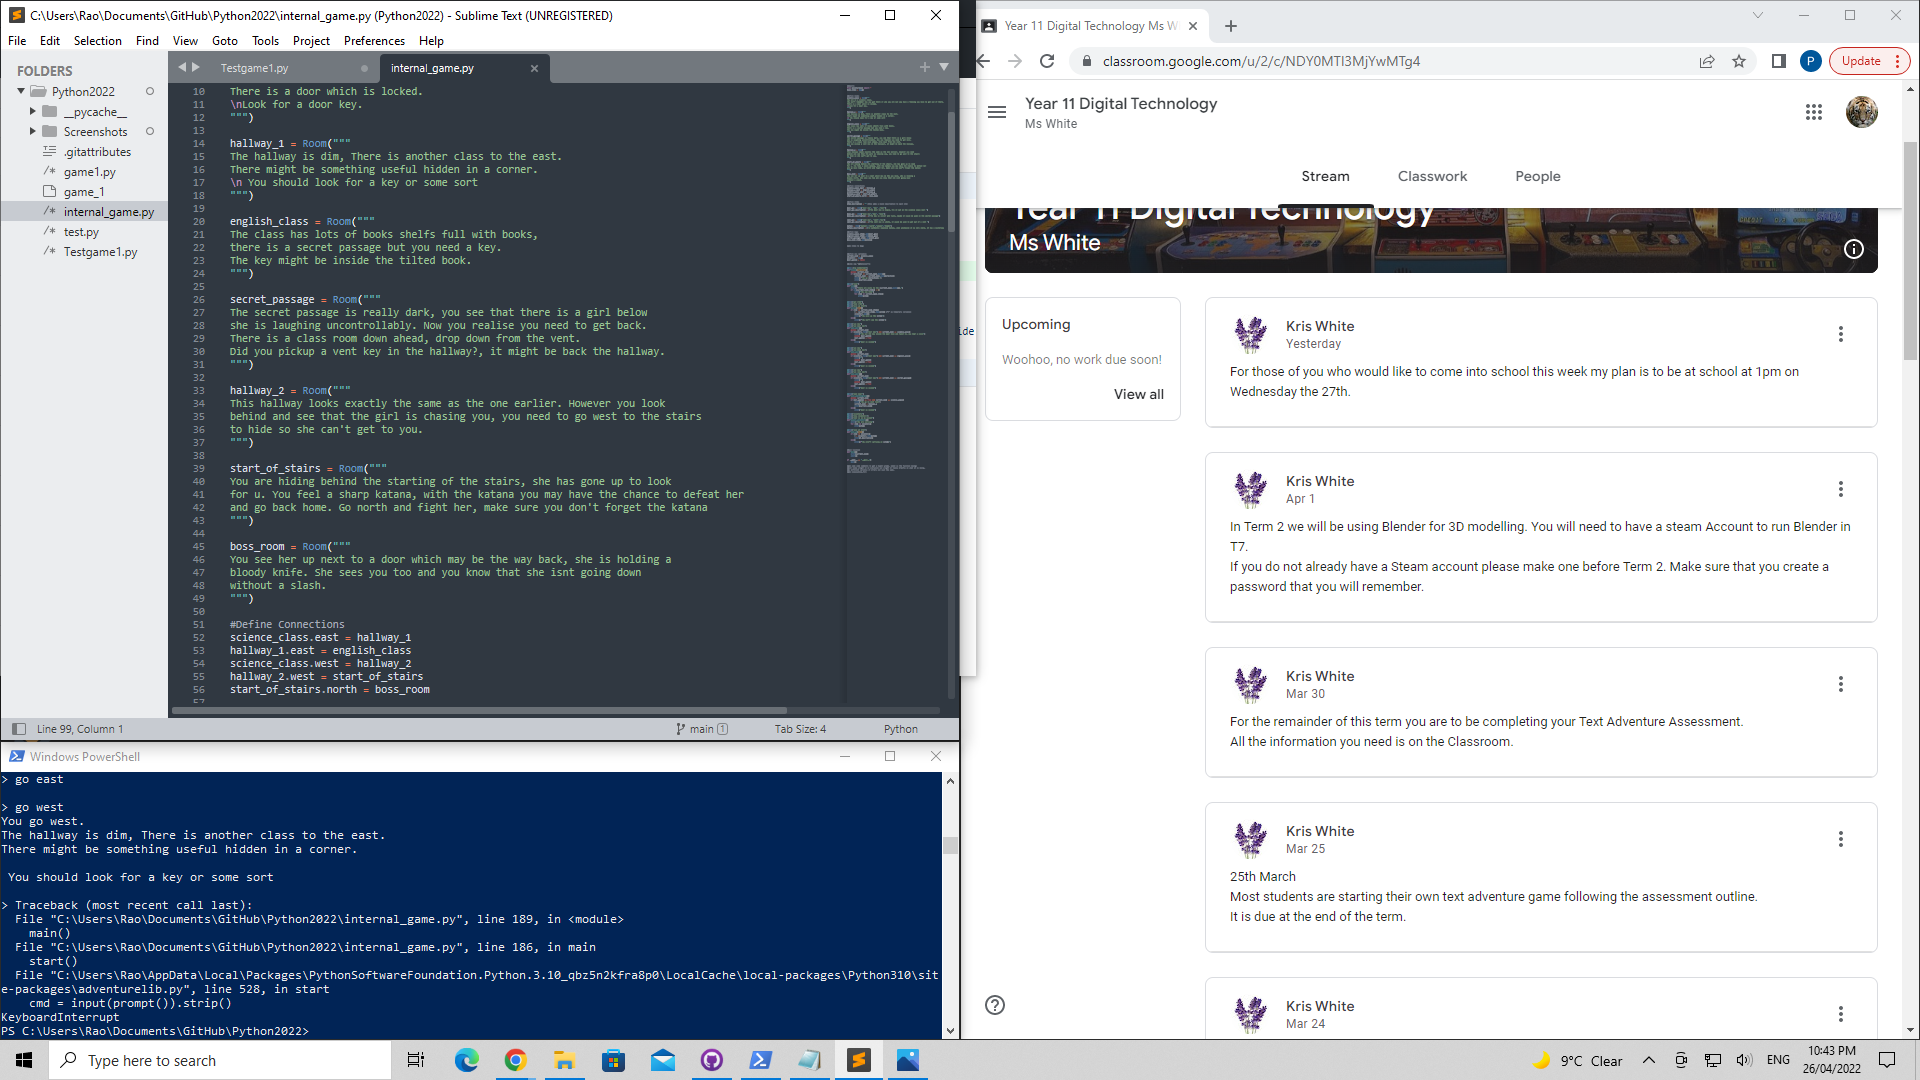 C:\Users\Rao\Documents\GitHub\Python2022\internal_game.py (Python2022) - Sublime Text (UNREGISTERED)
File Edit Selection Find View Goto Tools Project Preferences Help
FOLDERS
Python2022
__pycache__
Screenshots
.gitattributes
game1.py
game_1
internal_game.py
test.py
Testgame1.py
Testgame1.py
internal_game.py
10 There is a door which is locked.
11 \nLook for a door key.
12 """)
13
14 hallway_1 = Room("""
15 The hallway is dim, There is another class to the east.
16 There might be something useful hidden in a corner.
17 \n You should look for a key or some sort
18 """)
19
20 english_class = Room("""
21 The class has lots of books shelfs full with books,
22 there is a secret passage but you need a key.
23 The key might be inside the tilted book.
24 """)
25
26 secret_passage = Room("""
27 The secret passage is really dark, you see that there is a girl below
28 she is laughing uncontrollably. Now you realise you need to get back.
29 There is a class room down ahead, drop down from the vent.
30 Did you pickup a vent key in the hallway?, it might be back the hallway.
31 """)
32
33 hallway_2 = Room("""
34 This hallway looks exactly the same as the one earlier. However you look
35 behind and see that the girl is chasing you, you need to go west to the stairs
36 to hide so she can't get to you.
37 """)
38
39 start_of_stairs = Room("""
40 You are hiding behind the starting of the stairs, she has gone up to look
41 for u. You feel a sharp katana, with the katana you may have the chance to defeat her
42 and go back home. Go north and fight her, make sure you don't forget the katana
43 """)
44
45 boss_room = Room("""
46 You see her up next to a door which may be the way back, she is holding a
47 bloody knife. She sees you too and you know that she isnt going down
48 without a slash.
49 """)
50
51 #Define Connections
52 science_class.east = hallway_1
53 hallway_1.east = english_class
54 science_class.west = hallway_2
55 hallway_2.west = start_of_stairs
56 start_of_stairs.north = boss_room
57
Line 99, Column 1
main 1
Tab Size: 4
Python
Windows PowerShell
> go east
> go west
You go west.
The hallway is dim, There is another class to the east.
There might be something useful hidden in a corner.
You should look for a key or some sort
> Traceback (most recent call last):
File "C:\Users\Rao\Documents\GitHub\Python2022\internal_game.py", line 189, in <module>
main()
File "C:\Users\Rao\Documents\GitHub\Python2022\internal_game.py", line 186, in main
start()
File "C:\Users\Rao\AppData\Local\Packages\PythonSoftwareFoundation.Python.3.10_qbz5n2kfra8p0\LocalCache\local-packages\Python310\sit
e-packages\adventurelib.py", line 528, in start
cmd = input(prompt()).strip()
KeyboardInterrupt
PS C:\Users\Rao\Documents\GitHub\Python2022>
ide
Year 11 Digital Technology Ms W
classroom.google.com/u/2/c/NDY0MTI3MjYwMTg4
P
Update
Year 11 Digital Technology
Ms White
Stream
Classwork
People
Year 11 Digital Technology
Ms White
Upcoming
Woohoo, no work due soon!
View all
Kris White
Yesterday
For those of you who would like to come into school this week my plan is to be at school at 1pm on
Wednesday the 27th.
Kris White
Apr 1
In Term 2 we will be using Blender for 3D modelling. You will need to have a steam Account to run Blender in
T7.
If you do not already have a Steam account please make one before Term 2. Make sure that you create a
password that you will remember.
Kris White
Mar 30
For the remainder of this term you are to be completing your Text Adventure Assessment.
All the information you need is on the Classroom.
Kris White
Mar 25
25th March
Most students are starting their own text adventure game following the assessment outline.
It is due at the end of the term.
Kris White
Mar 24
Type here to search
9°C Clear
ENG
10:43 PM
26/04/2022